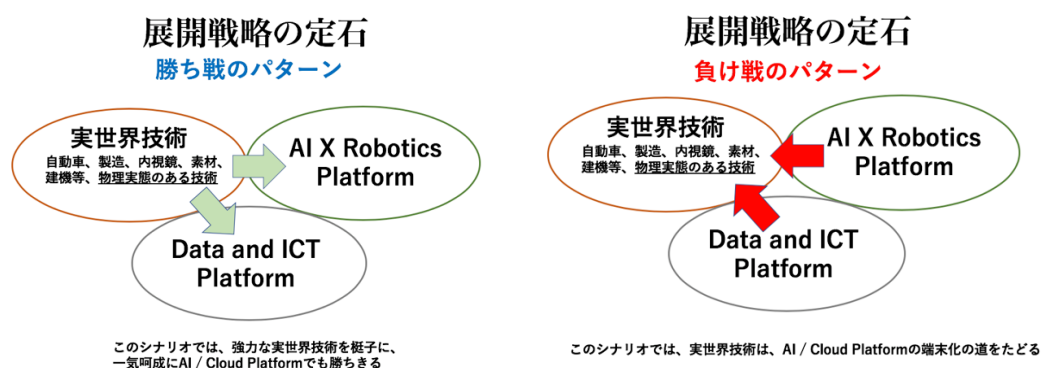 展開戦略の定石
勝ち戦のパターン
実世界技術
自動車、製造、内視鏡、素材、
建機等、物理実態のある技術
AI X Robotics
Platform
Data and ICT
Platform
このシナリオでは、強力な実世界技術を梃子に、
一気呵成にAI / Cloud Platformでも勝ちきる
展開戦略の定石
負け戦のパターン
実世界技術
自動車、製造、内視鏡、素材、
建機等、物理実態のある技術
AI X Robotics
Platform
Data and ICT
Platform
このシナリオでは、実世界技術は、AI / Cloud Platformの端末化の道をたどる